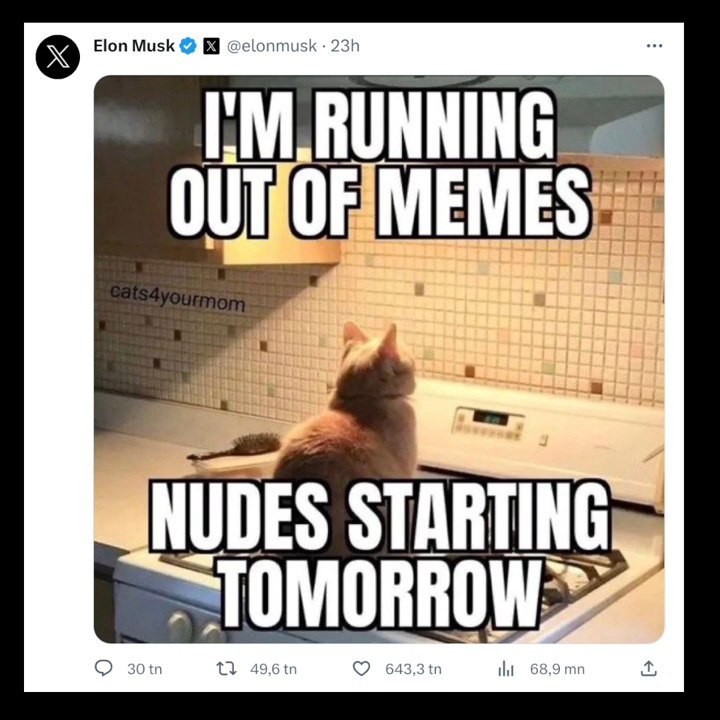 Elon Musk @elonmusk · 23h
I'M RUNNING
OUT OF MEMES
cats4yourmom
NUDES STARTING
TOMORROW
30 tn 49,6 tn 643,3 tn 68,9 mn